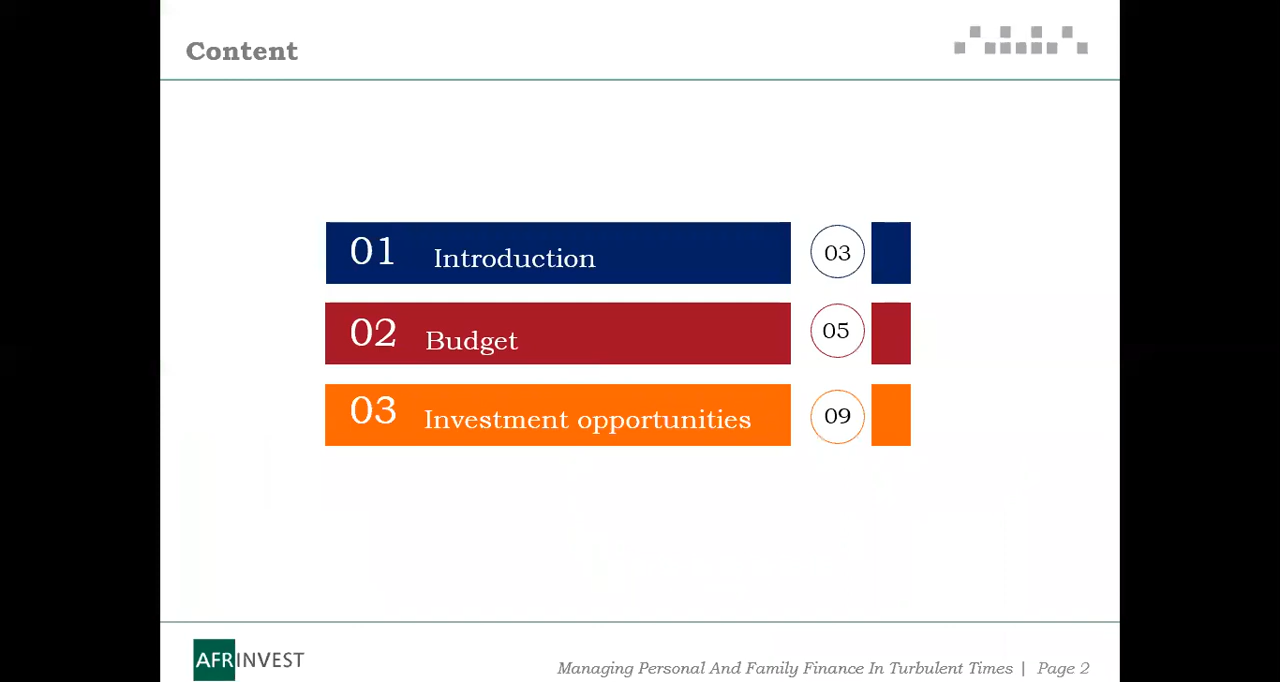 Content
01 Introduction 03
02 Budget 05
03 Investment opportunities 09
AFRINVEST
Managing Personal And Family Finance In Turbulent Times | Page 2